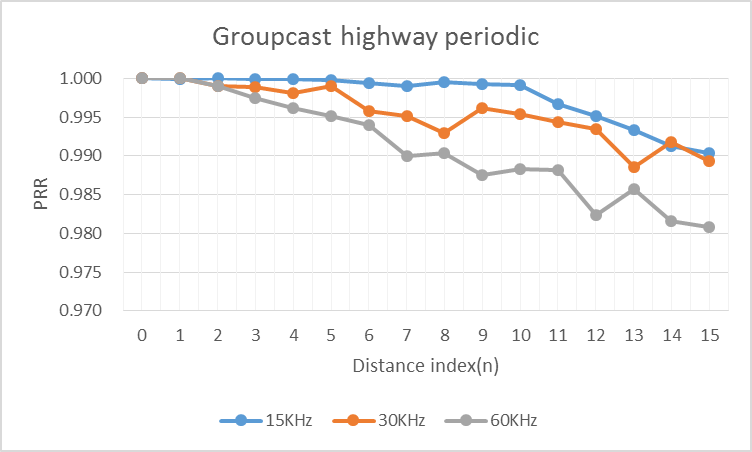 Groupcast highway periodic
1.000
0.995
0.990
0.985
0.980
0.975
0.970
PRR
0 1 2 3 4 5 6 7 8 9 10 11 12 13 14 15
Distance index(n)
15KHz 30KHz 60KHz